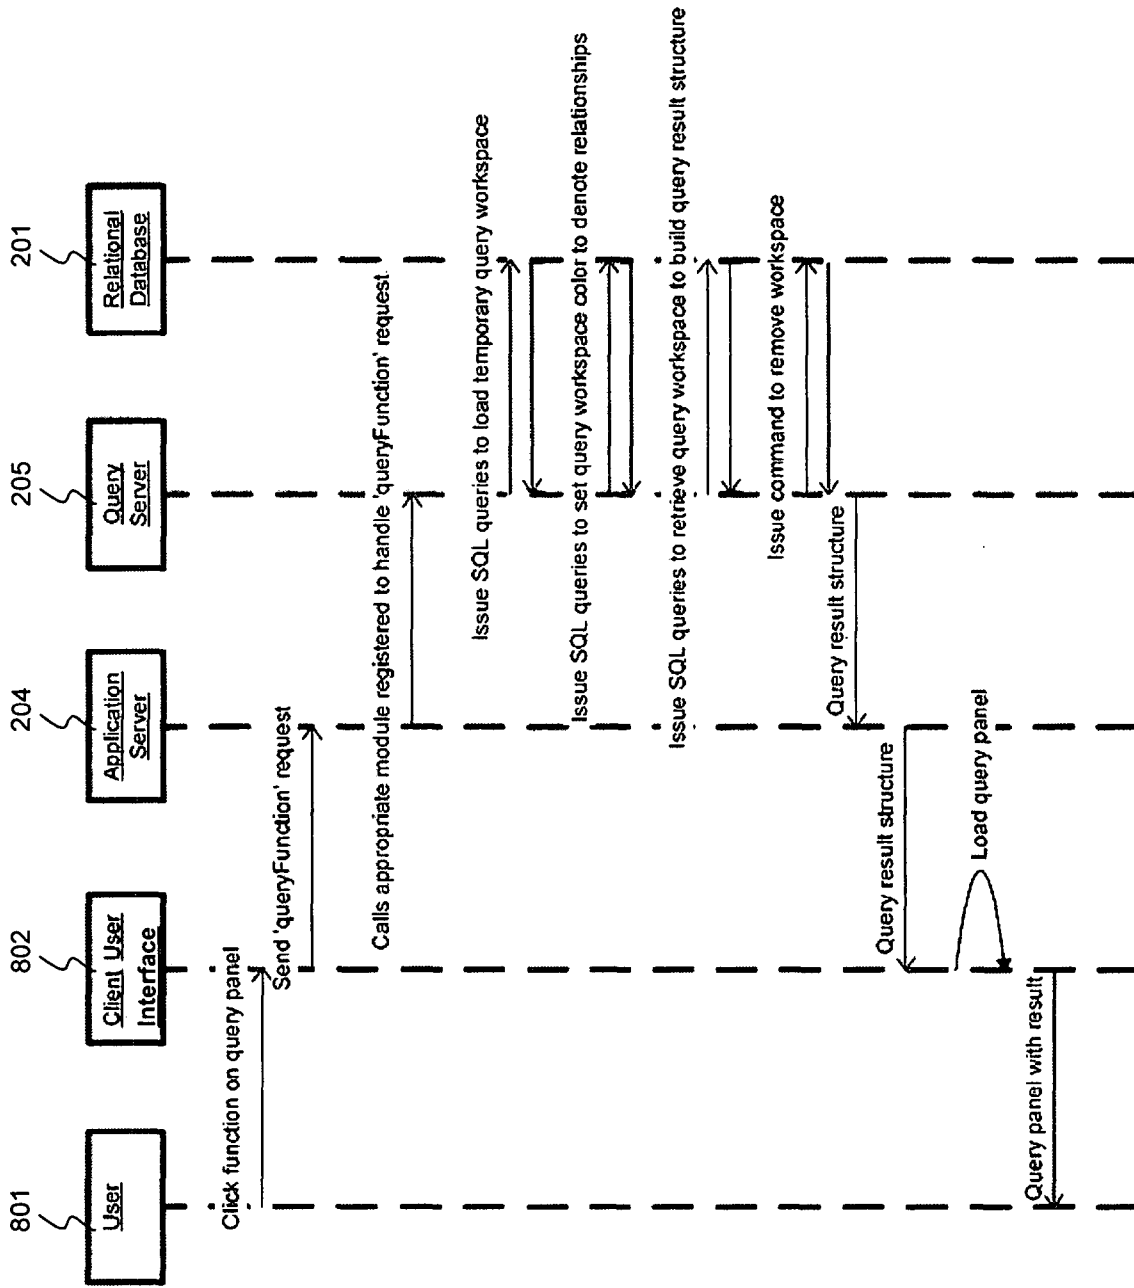 801
802
204
205
201
User
Client User
Interface
Application
Server
Query
Server
Relational
Database
Click function on query panel
Send 'queryFunction' request
Calls appropriate module registered to handle 'queryFunction' request
Issue SQL queries to load temporary query workspace
Issue SQL queries to set query workspace color to denote relationships
Issue SQL queries to retrieve query workspace to build query result structure
Issue command to remove workspace
Query result structure
Query result structure
Load query panel
Query panel with result